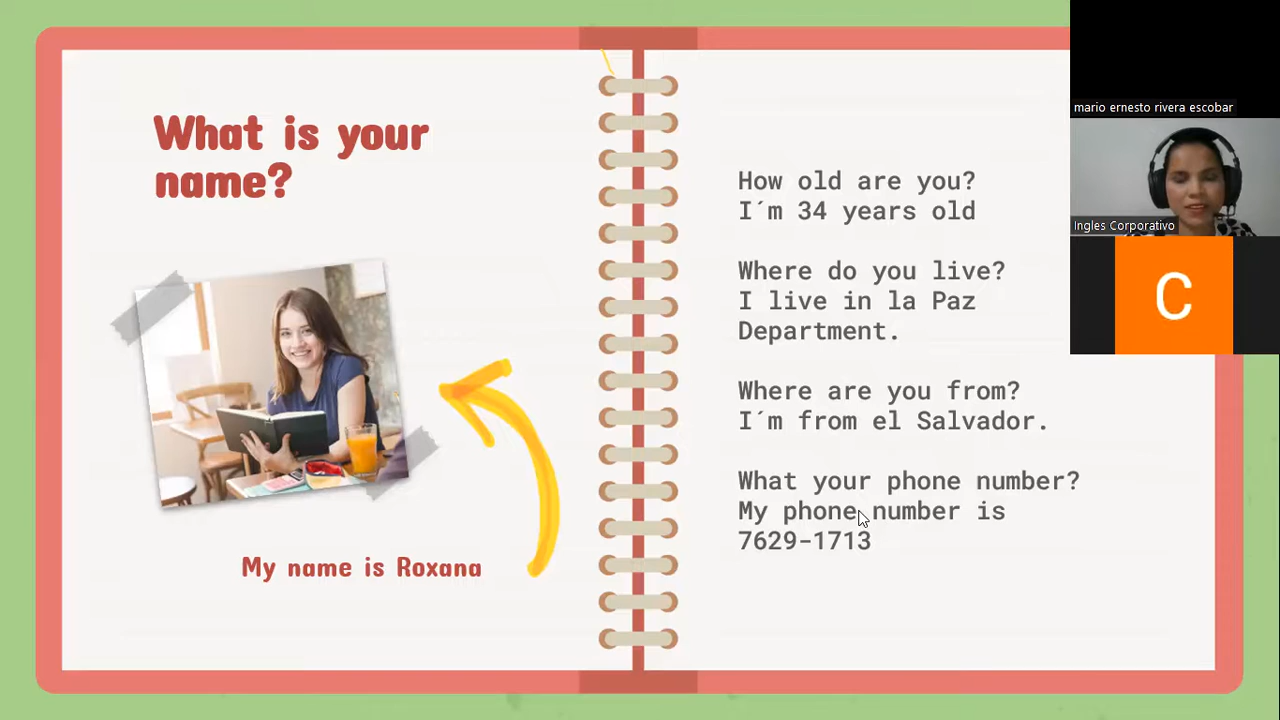 What is your
name?
My name is Roxana
How old are you?
I´m 34 years old
Where do you live?
I live in la Paz
Department.
Where are you from?
I´m from el Salvador.
What your phone number?
My phone number is
7629-1713
mario ernesto rivera escobar
Ingles Corporativo
C